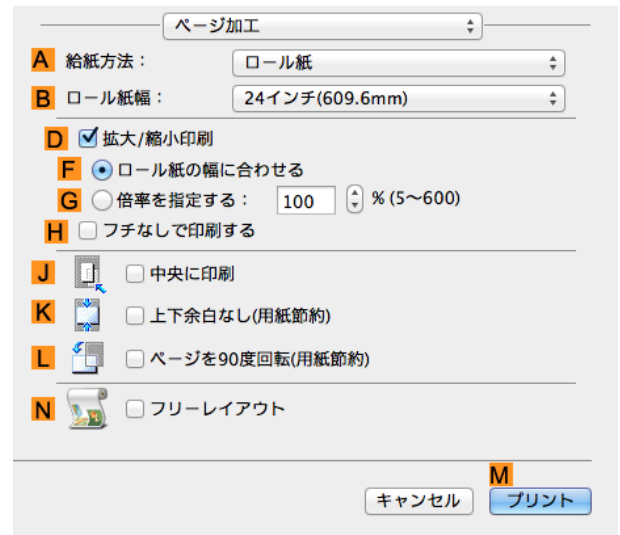 ページ加工
A 給紙方法： ロール紙
B ロール紙幅： 24インチ(609.6mm)
D 拡大/縮小印刷
F ロール紙の幅に合わせる
G 倍率を指定する： 100 % (5〜600)
H フチなしで印刷する
J 中央に印刷
K 上下余白なし(用紙節約)
L ページを90度回転(用紙節約)
N フリーレイアウト
M
キャンセル プリント